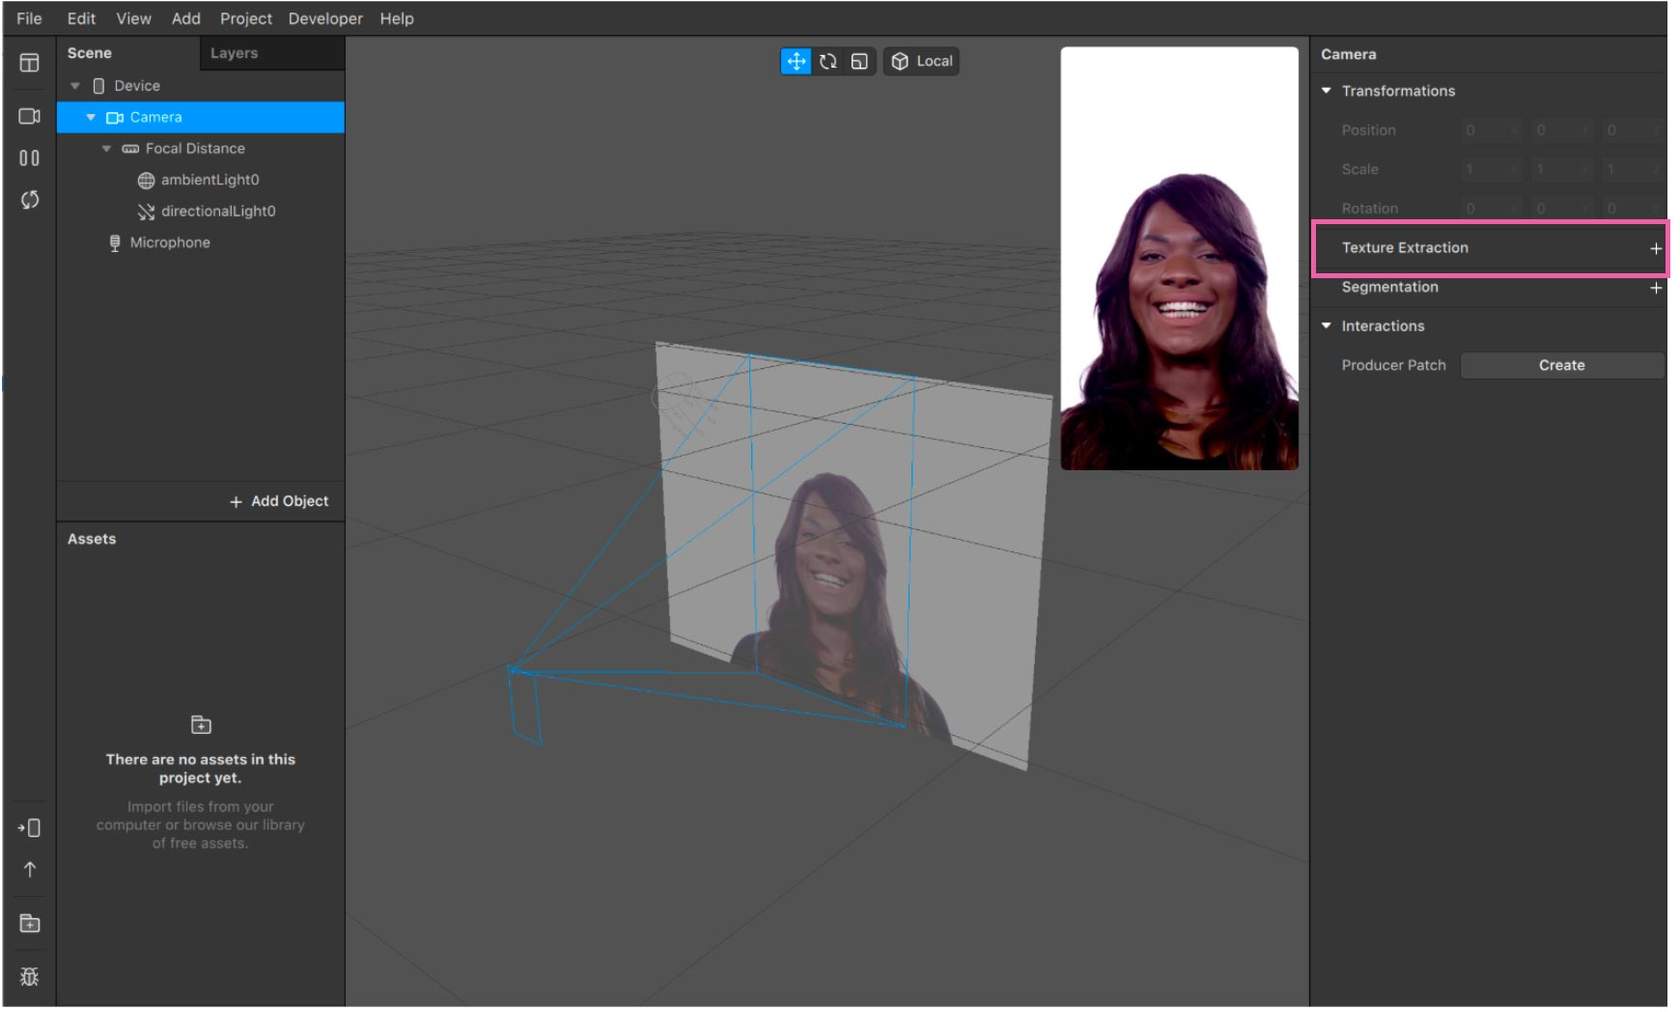 File Edit View Add Project Developer Help
Scene Layers
Device
Camera
Focal Distance
ambientLight0
directionalLight0
Microphone
+ Add Object
Assets
There are no assets in this
project yet.
Import files from your
computer or browse our library
of free assets.
Local
Camera
Transformations
Position 0 0 0
Scale 1 1 1
Rotation 0 0 0
Texture Extraction +
Segmentation +
Interactions
Producer Patch Create